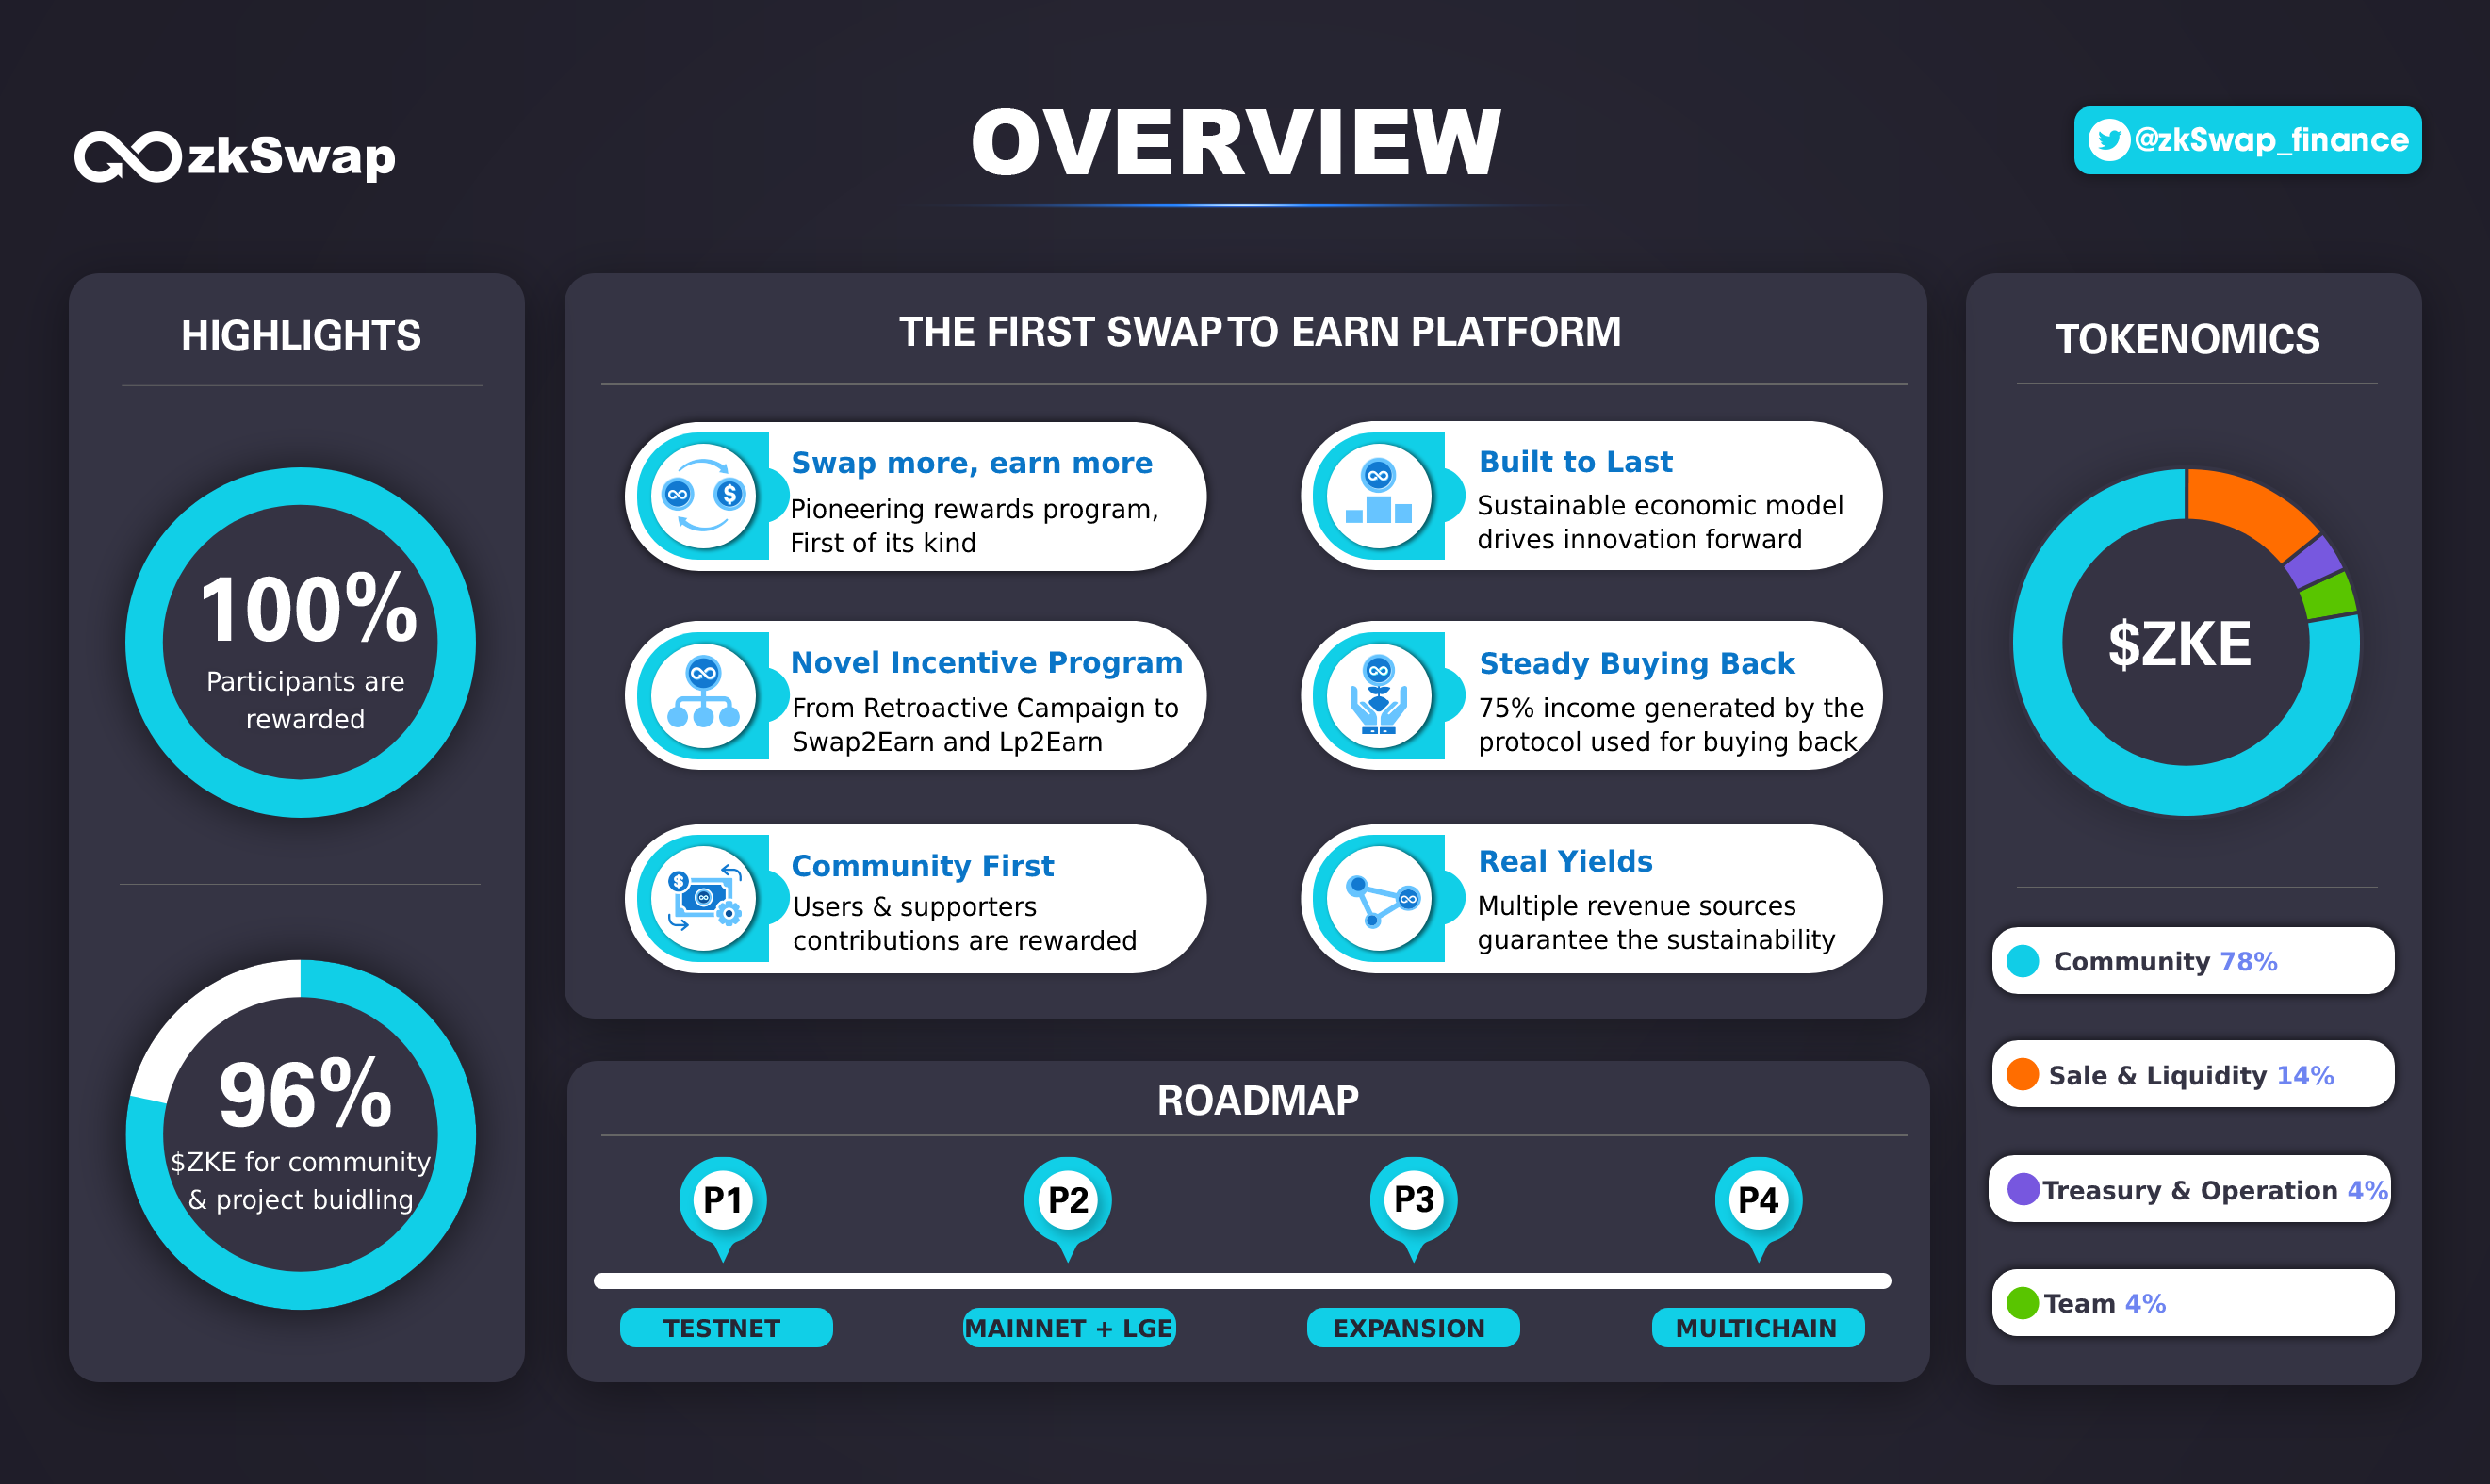 zkSwap
OVERVIEW
@zkSwap_finance
HIGHLIGHTS
100%
Participants are
rewarded
96%
$ZKE for community
& project buidling
THE FIRST SWAP TO EARN PLATFORM
Swap more, earn more
Pioneering rewards program,
First of its kind
Built to Last
Sustainable economic model
drives innovation forward
Novel Incentive Program
From Retroactive Campaign to
Swap2Earn and Lp2Earn
Steady Buying Back
75% income generated by the
protocol used for buying back
Community First
Users & supporters
contributions are rewarded
Real Yields
Multiple revenue sources
guarantee the sustainability
ROADMAP
P1
P2
P3
P4
TESTNET
MAINNET + LGE
EXPANSION
MULTICHAIN
TOKENOMICS
$ZKE
Community 78%
Sale & Liquidity 14%
Treasury & Operation 4%
Team 4%